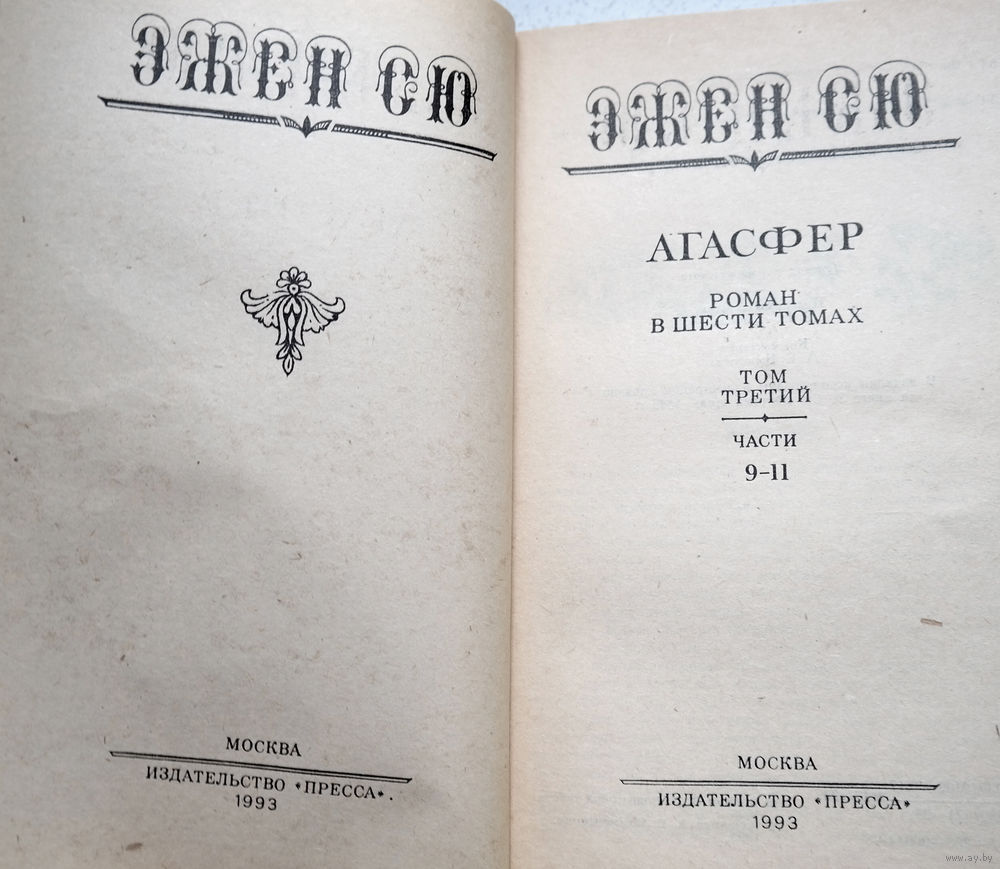 ЭЖЕН СЮ
МОСКВА
ИЗДАТЕЛЬСТВО «ПРЕССА».
1993
ЭЖЕН СЮ
АГАСФЕР
РОМАН
В ШЕСТИ ТОМАХ
ТОМ
ТРЕТИЙ
ЧАСТИ
9–11
МОСКВА
ИЗДАТЕЛЬСТВО «ПРЕССА»
1993
www.ay.by